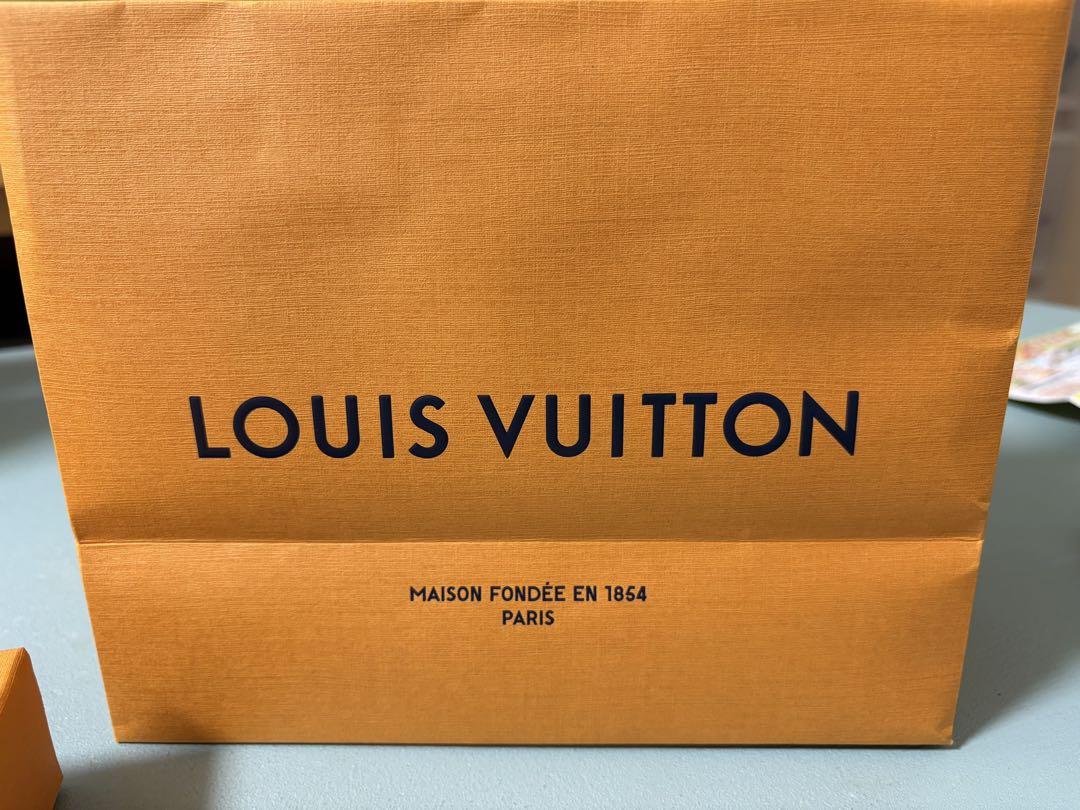 LOUIS VUITTON
MAISON FONDÉE EN 1854
PARIS